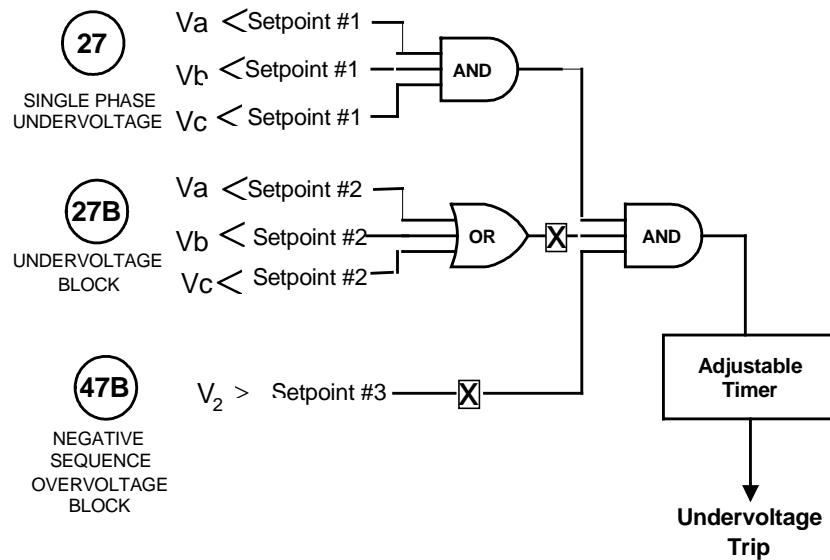 27
SINGLE PHASE
UNDERVOLTAGE
Va < Setpoint #1
Vb < Setpoint #1
Vc < Setpoint #1
AND
27B
UNDERVOLTAGE
BLOCK
Va < Setpoint #2
Vb < Setpoint #2
Vc < Setpoint #2
OR
X
AND
47B
NEGATIVE
SEQUENCE
OVERVOLTAGE
BLOCK
V2 > Setpoint #3
X
Adjustable
Timer
Undervoltage
Trip